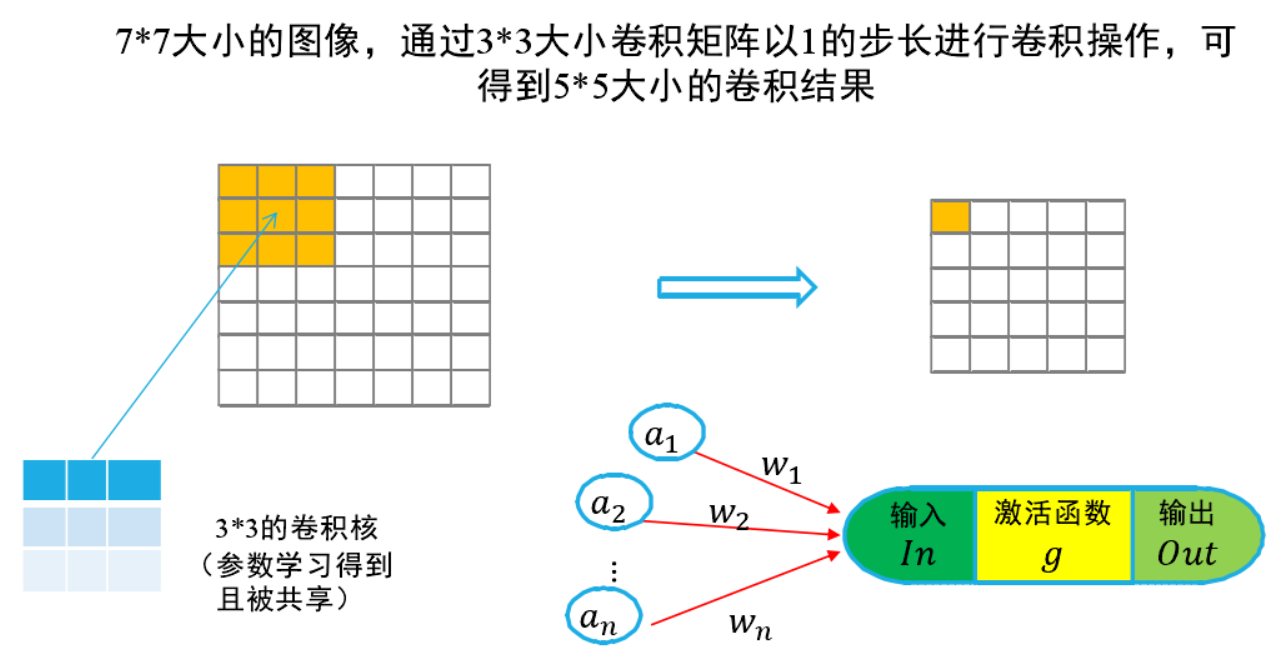 7*7大小的图像，通过3*3大小卷积矩阵以1的步长进行卷积操作，可
得到5*5大小的卷积结果
3*3的卷积核
（参数学习得到
且被共享）
a₁
w₁
a₂
w₂
⋮
aₙ
wₙ
输入 激活函数 输出
In g Out